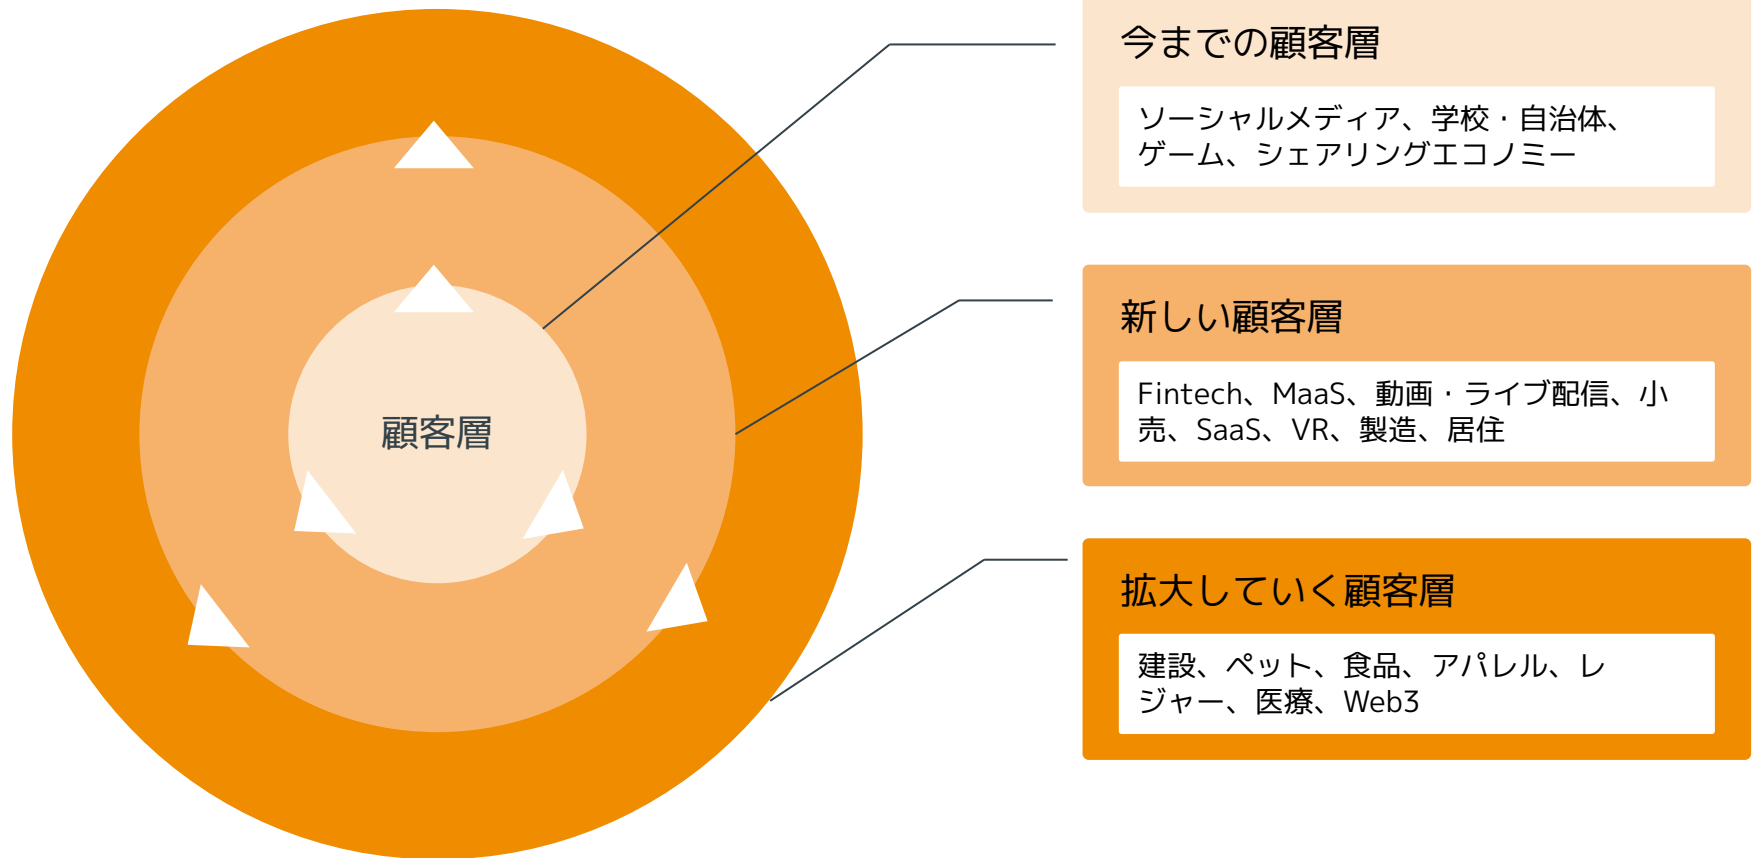 顧客層
今までの顧客層
ソーシャルメディア、学校・自治体、
ゲーム、シェアリングエコノミー
新しい顧客層
Fintech、MaaS、動画・ライブ配信、小
売、SaaS、VR、製造、居住
拡大していく顧客層
建設、ペット、食品、アパレル、レ
ジャー、医療、Web3